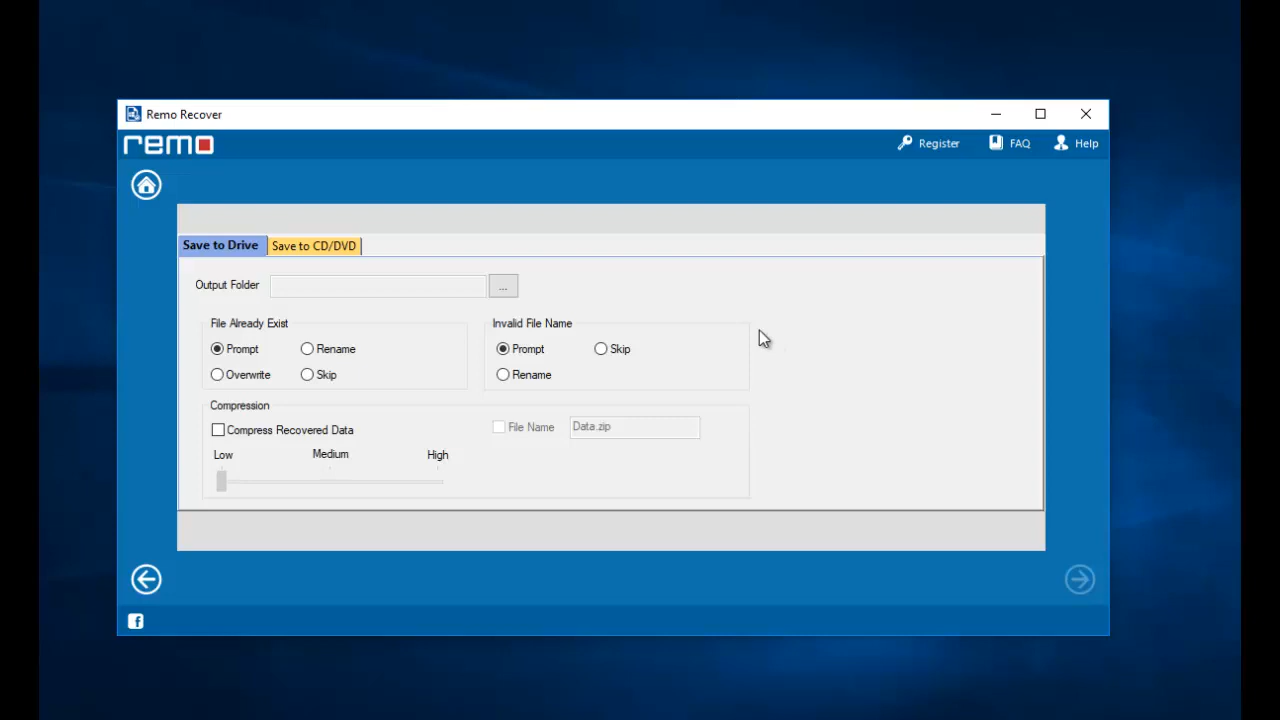 Remo Recover
remo
Register FAQ Help
Save to Drive Save to CD/DVD
Output Folder ...
File Already Exist Invalid File Name
Prompt Rename Prompt Skip
Overwrite Skip Rename
Compression
Compress Recovered Data File Name Data.zip
Low Medium High
f